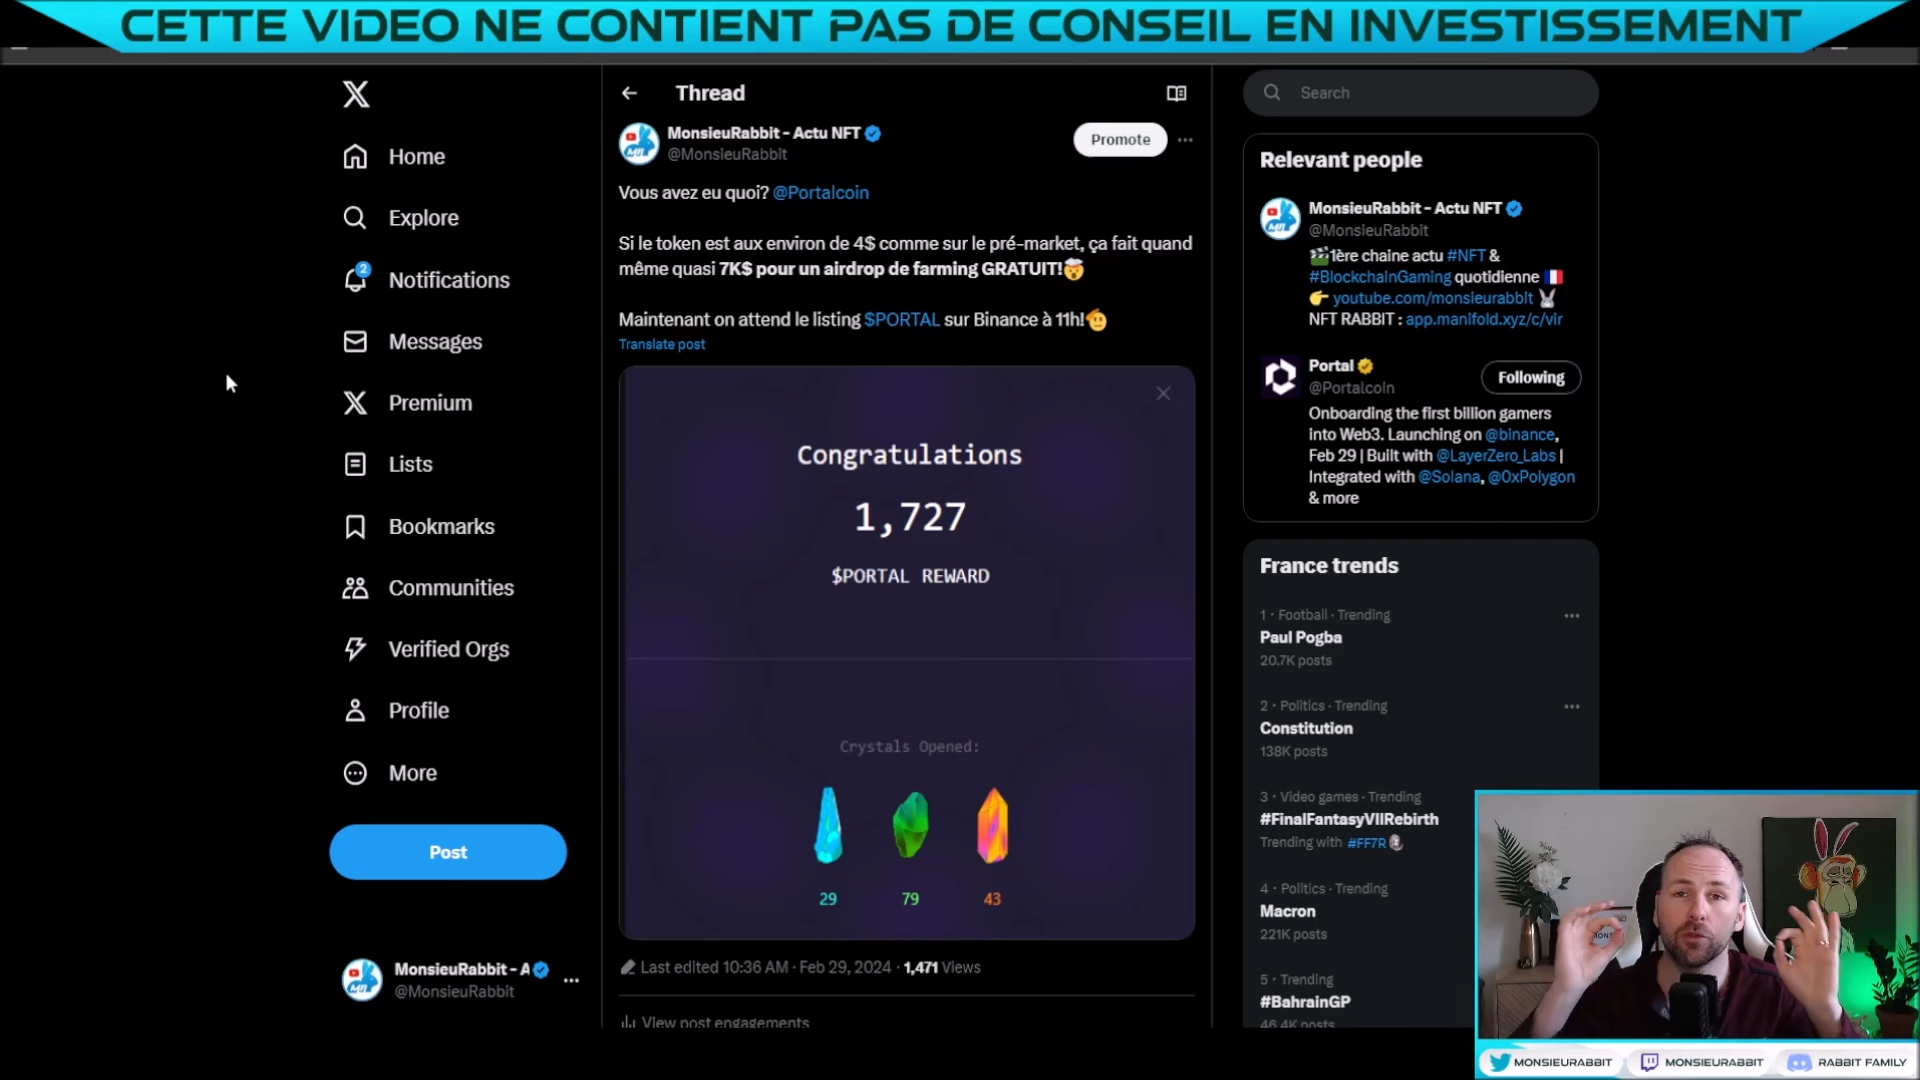 CETTE VIDEO NE CONTIENT PAS DE CONSEIL EN INVESTISSEMENT
Home
Explore
2
Notifications
Messages
Premium
Lists
Bookmarks
Communities
Verified Orgs
Profile
More
Post
MonsieuRabbit - A
@MonsieuRabbit
Thread
MonsieuRabbit - Actu NFT
@MonsieuRabbit
Promote
Vous avez eu quoi? @Portalcoin
Si le token est aux environ de 4$ comme sur le pré-market, ça fait quand
même quasi 7K$ pour un airdrop de farming GRATUIT!🤯
Maintenant on attend le listing $PORTAL sur Binance à 11h!🫡
Translate post
Congratulations
1,727
$PORTAL REWARD
Crystals Opened:
29 79 43
Last edited 10:36 AM · Feb 29, 2024 · 1,471 Views
View post engagements
Search
Relevant people
MonsieuRabbit - Actu NFT
@MonsieuRabbit
🎬1ère chaine actu #NFT &
#BlockchainGaming quotidienne 🇫🇷
👉 youtube.com/monsieurabbit 🐰
NFT RABBIT : app.manifold.xyz/c/vir
Portal
@Portalcoin
Following
Onboarding the first billion gamers
into Web3. Launching on @binance,
Feb 29 | Built with @LayerZero_Labs |
Integrated with @Solana, @0xPolygon
& more
France trends
1 · Football · Trending
Paul Pogba
20.7K posts
2 · Politics · Trending
Constitution
138K posts
3 · Video games · Trending
#FinalFantasyVIIRebirth
Trending with #FF7R
4 · Politics · Trending
Macron
221K posts
5 · Trending
#BahrainGP
46.4K posts
MONSIEURABBIT
MONSIEURABBIT
RABBIT FAMILY